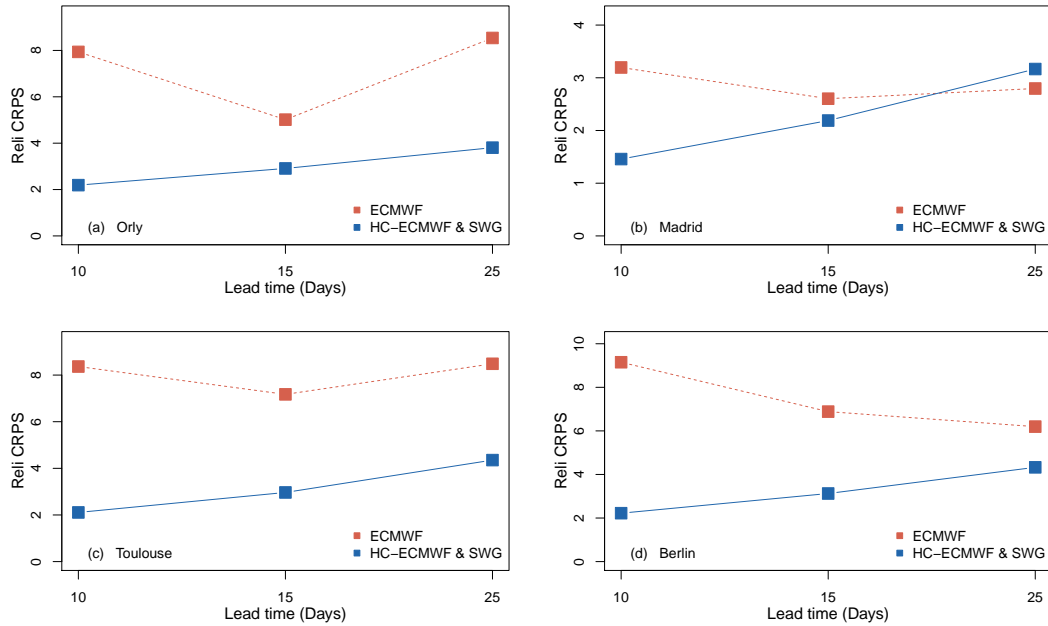 Reli CRPS
8
6
4
2
0
ECMWF
(a) Orly
HC−ECMWF & SWG
10
15
25
Lead time (Days)
Reli CRPS
4
3
2
1
0
ECMWF
(b) Madrid
HC−ECMWF & SWG
10
15
25
Lead time (Days)
Reli CRPS
8
6
4
2
0
ECMWF
(c) Toulouse
HC−ECMWF & SWG
10
15
25
Lead time (Days)
Reli CRPS
10
8
6
4
2
0
ECMWF
(d) Berlin
HC−ECMWF & SWG
10
15
25
Lead time (Days)